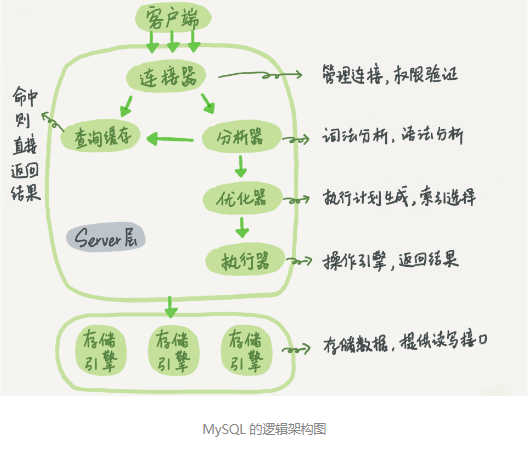 客户端
连接器
管理连接，权限验证
命中
则
直接
返回
结果
查询缓存
分析器
词法分析，语法分析
优化器
执行计划生成，索引选择
Server层
执行器
操作引擎，返回结果
存储
引擎
存储
引擎
存储
引擎
存储数据，提供读写接口
MySQL 的逻辑架构图